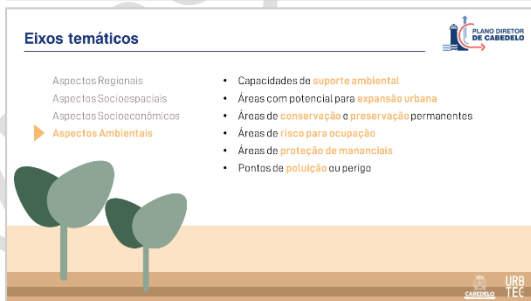 Eixos temáticos
PLANO DIRETOR
DE CABEDELO
Aspectos Regionais
Aspectos Socioespaciais
Aspectos Socioeconômicos
Aspectos Ambientais
• Capacidades de suporte ambiental
• Áreas com potencial para expansão urbana
• Áreas de conservação e preservação permanentes
• Áreas de risco para ocupação
• Áreas de proteção de mananciais
• Pontos de poluição ou perigo
CABEDELO
URB
TEC